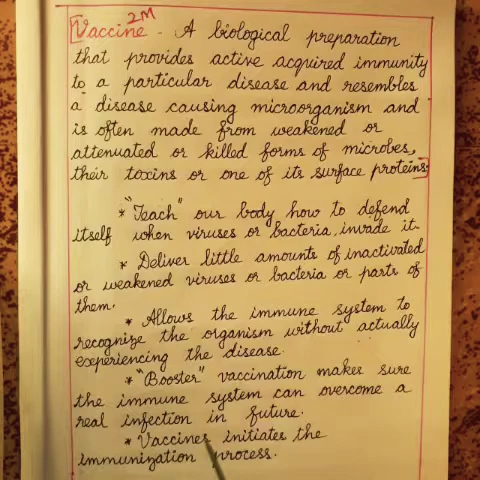 2M
[Vaccine - A biological preparation
that provides active acquired immunity
to a particular disease and resembles
a disease causing microorganism and
is often made from weakened or
attenuated or killed forms of microbes,
their toxins or one of its surface proteins.]
* "Teach" our body how to defend
itself when viruses or bacteria invade it.
* Deliver little amounts of inactivated
or weakened viruses or bacteria or parts of
them.
* Allows the immune system to
recognize the organism without actually
experiencing the disease.
* "Booster" vaccination makes sure
the immune system can overcome a
real infection in future.
* Vaccines initiates the
immunization process.